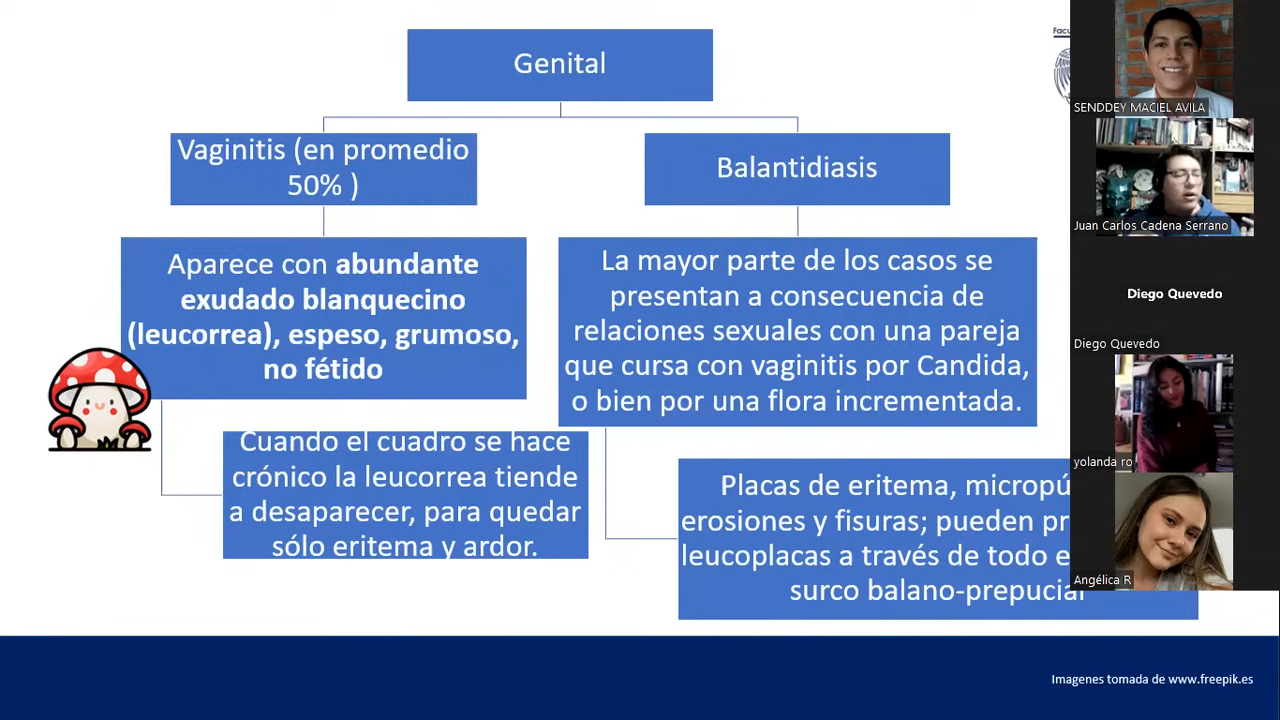 Genital
Vaginitis (en promedio
50% )
Balantidiasis
Aparece con abundante
exudado blanquecino
(leucorrea), espeso, grumoso,
no fétido
La mayor parte de los casos se
presentan a consecuencia de
relaciones sexuales con una pareja
que cursa con vaginitis por Candida,
o bien por una flora incrementada.
Cuando el cuadro se hace
crónico la leucorrea tiende
a desaparecer, para quedar
sólo eritema y ardor.
Placas de eritema,
erosiones y fisuras; pueden
leucoplacas a través de todo
surco balano-prepucial
Imagenes tomada de www.freepik.es
SENDDEY MACIEL AVILA
Juan Carlos Cadena Serrano
Diego Quevedo
Diego Quevedo
yolanda ro
Angélica R